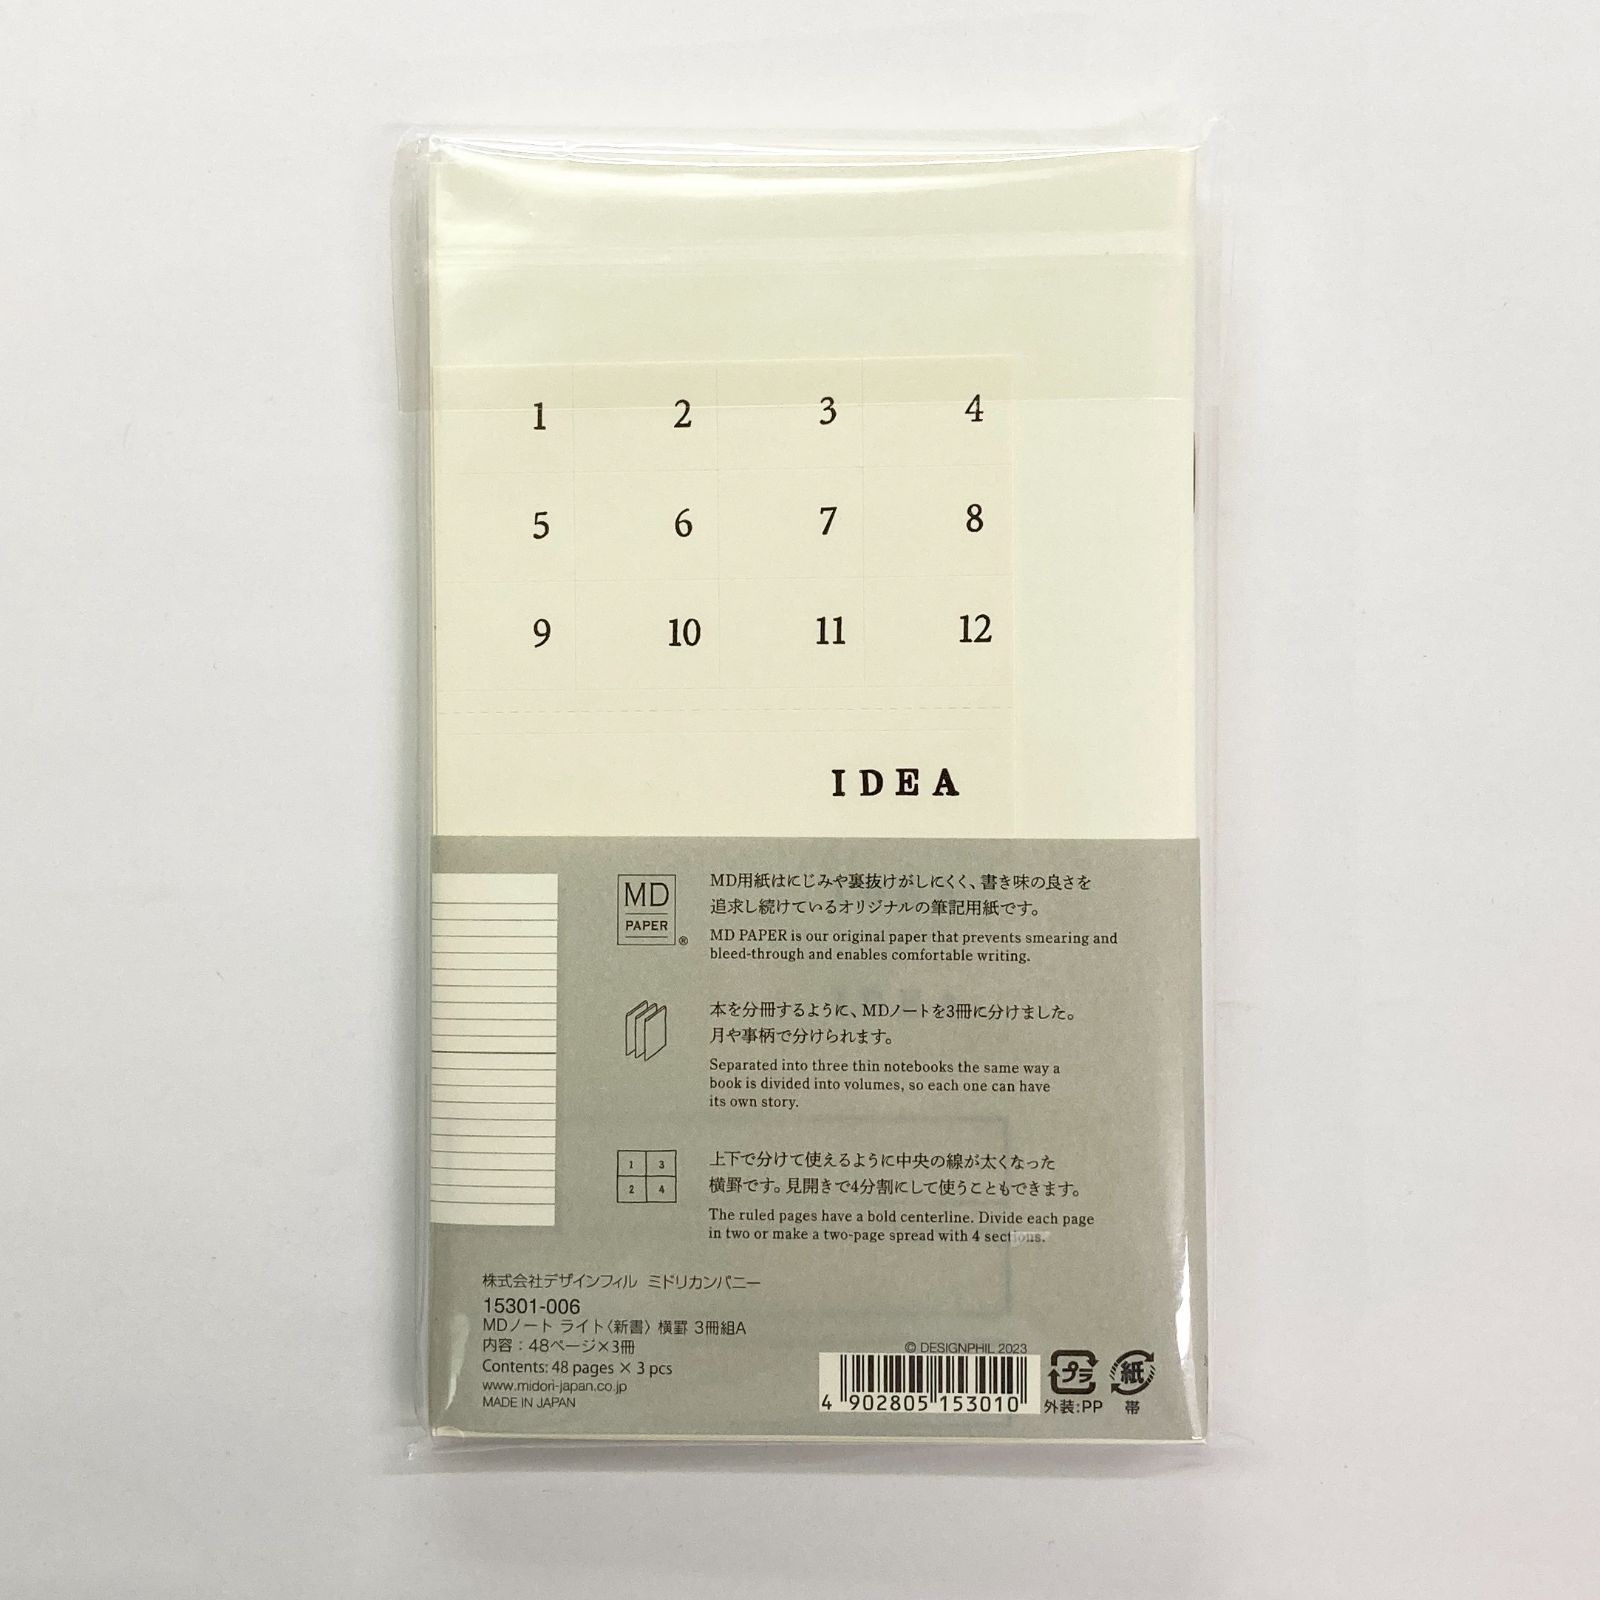 1 2 3 4
5 6 7 8
9 10 11 12
IDEA
MD
PAPER
®
MD用紙はにじみや裏抜けがしにくく、書き味の良さを
追求し続けているオリジナルの筆記用紙です。
MD PAPER is our original paper that prevents smearing and
bleed-through and enables comfortable writing.
本を分冊するように、MDノートを3冊に分けました。
月や事柄で分けられます。
Separated into three thin notebooks the same way a
book is divided into volumes, so each one can have
its own story.
1 3
2 4
上下で分けて使えるように中央の線が太くなった
横罫です。見開きで4分割にして使うこともできます。
The ruled pages have a bold centerline. Divide each page
in two or make a two-page spread with 4 sections.
株式会社デザインフィル ミドリカンパニー
15301-006
MDノート ライト〈新書〉 横罫 3冊組A
内容：48ページ×3冊
Contents: 48 pages × 3 pcs
www.midori-japan.co.jp
MADE IN JAPAN
© DESIGNPHIL 2023
4 902805 153010
プラ
外装:PP
紙
帯